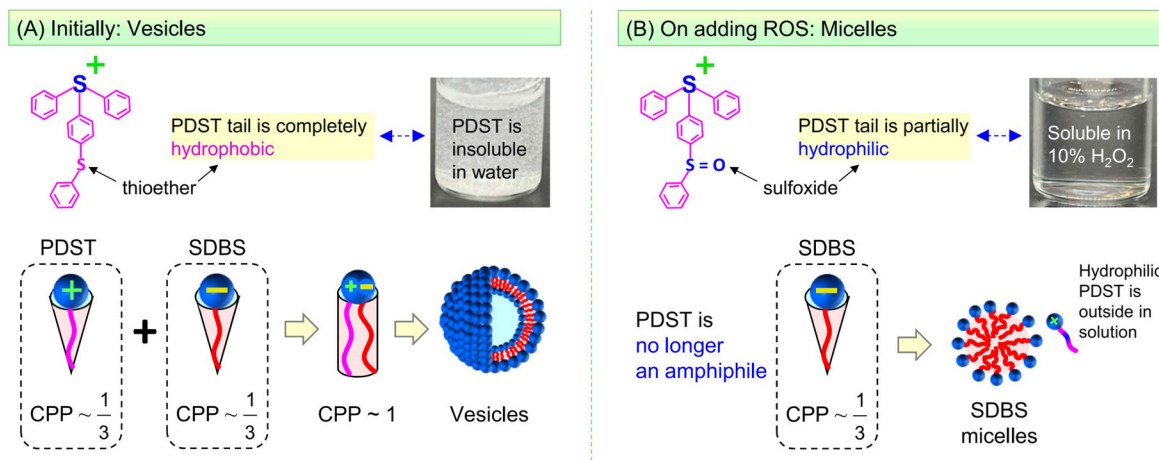 (A) Initially: Vesicles
+
S
PDST tail is completely
hydrophobic
PDST is
insoluble
in water
S
thioether
PDST
SDBS
+
−
+
+ −
CPP ~ 1/3
CPP ~ 1/3
CPP ~ 1
Vesicles
(B) On adding ROS: Micelles
+
S
PDST tail is partially
hydrophilic
Soluble in
10% H₂O₂
S = O
sulfoxide
SDBS
−
PDST is
no longer
an amphiphile
Hydrophilic
PDST is
outside in
solution
+
CPP ~ 1/3
SDBS
micelles